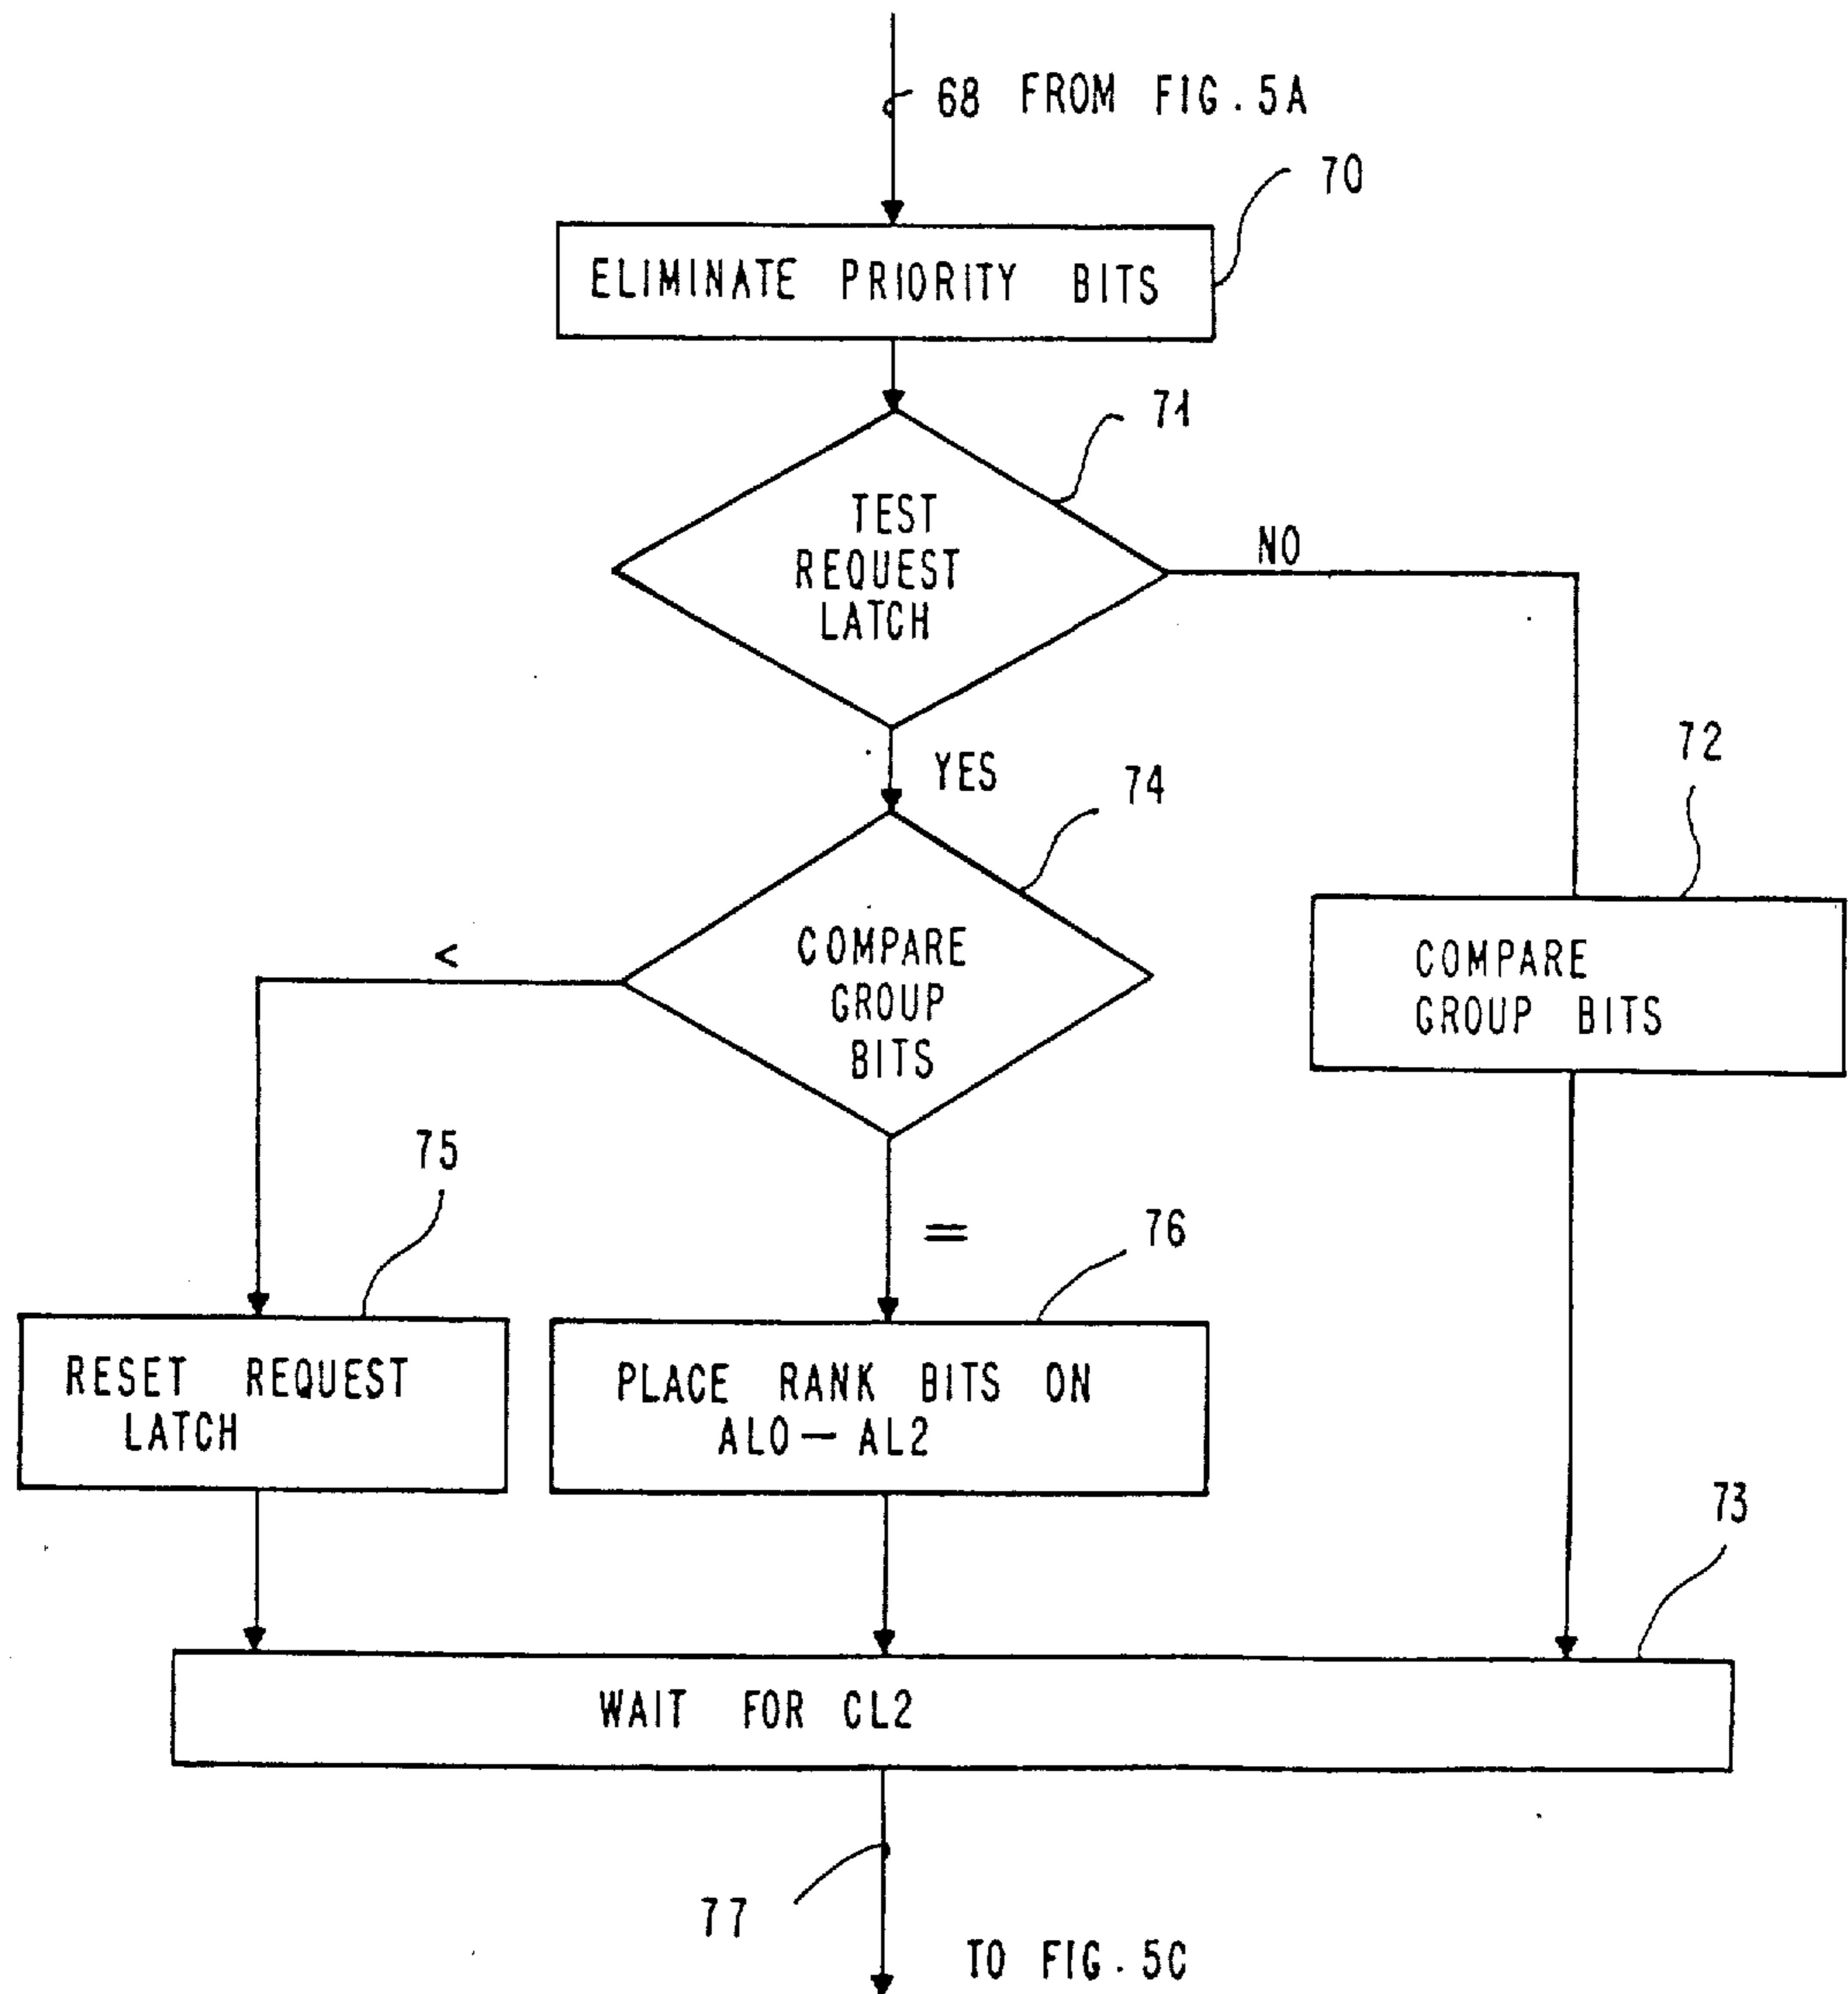 68 FROM FIG. 5A
70
ELIMINATE PRIORITY BITS
71
TEST
REQUEST
LATCH
NO
YES
72
74
COMPARE
GROUP
BITS
<
COMPARE
GROUP BITS
75
=
76
RESET REQUEST
LATCH
PLACE RANK BITS ON
AL0—AL2
73
WAIT FOR CL2
77
TO FIG. 5C